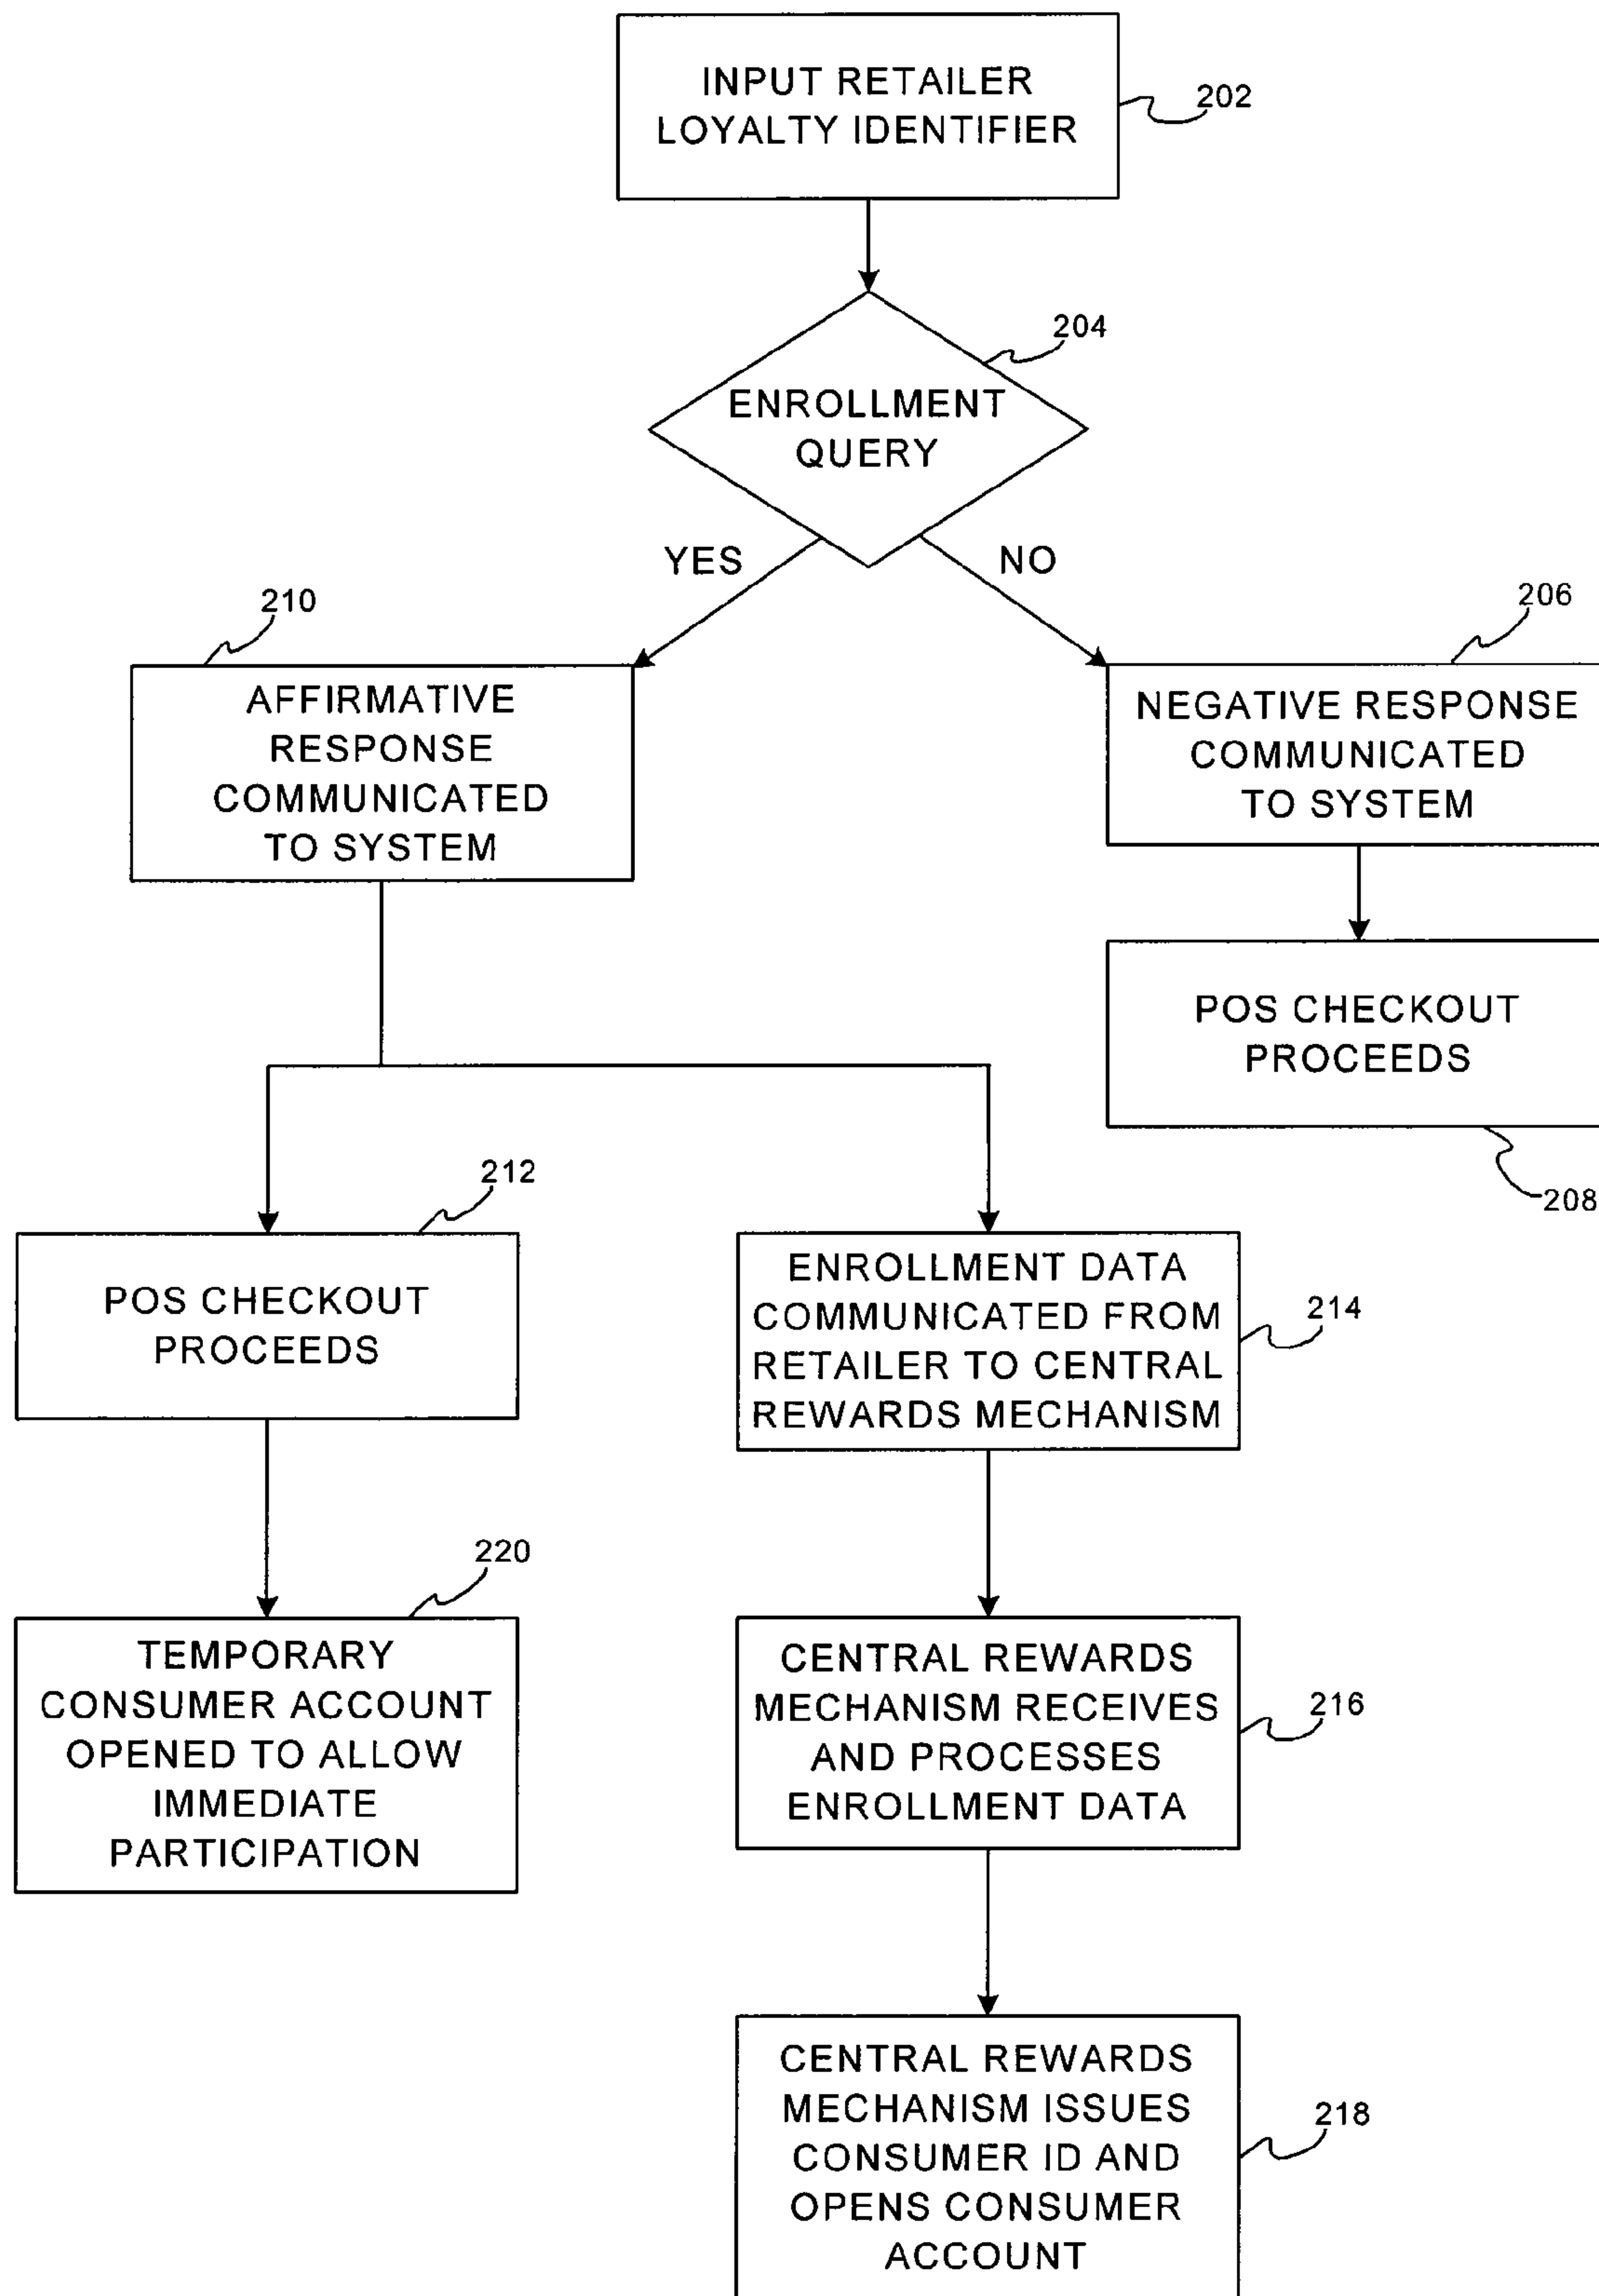 INPUT RETAILER
LOYALTY IDENTIFIER
202
204
ENROLLMENT
QUERY
YES
NO
210
206
AFFIRMATIVE
RESPONSE
COMMUNICATED
TO SYSTEM
NEGATIVE RESPONSE
COMMUNICATED
TO SYSTEM
POS CHECKOUT
PROCEEDS
208
212
POS CHECKOUT
PROCEEDS
ENROLLMENT DATA
COMMUNICATED FROM
RETAILER TO CENTRAL
REWARDS MECHANISM
214
220
TEMPORARY
CONSUMER ACCOUNT
OPENED TO ALLOW
IMMEDIATE
PARTICIPATION
CENTRAL REWARDS
MECHANISM RECEIVES
AND PROCESSES
ENROLLMENT DATA
216
CENTRAL REWARDS
MECHANISM ISSUES
CONSUMER ID AND
OPENS CONSUMER
ACCOUNT
218